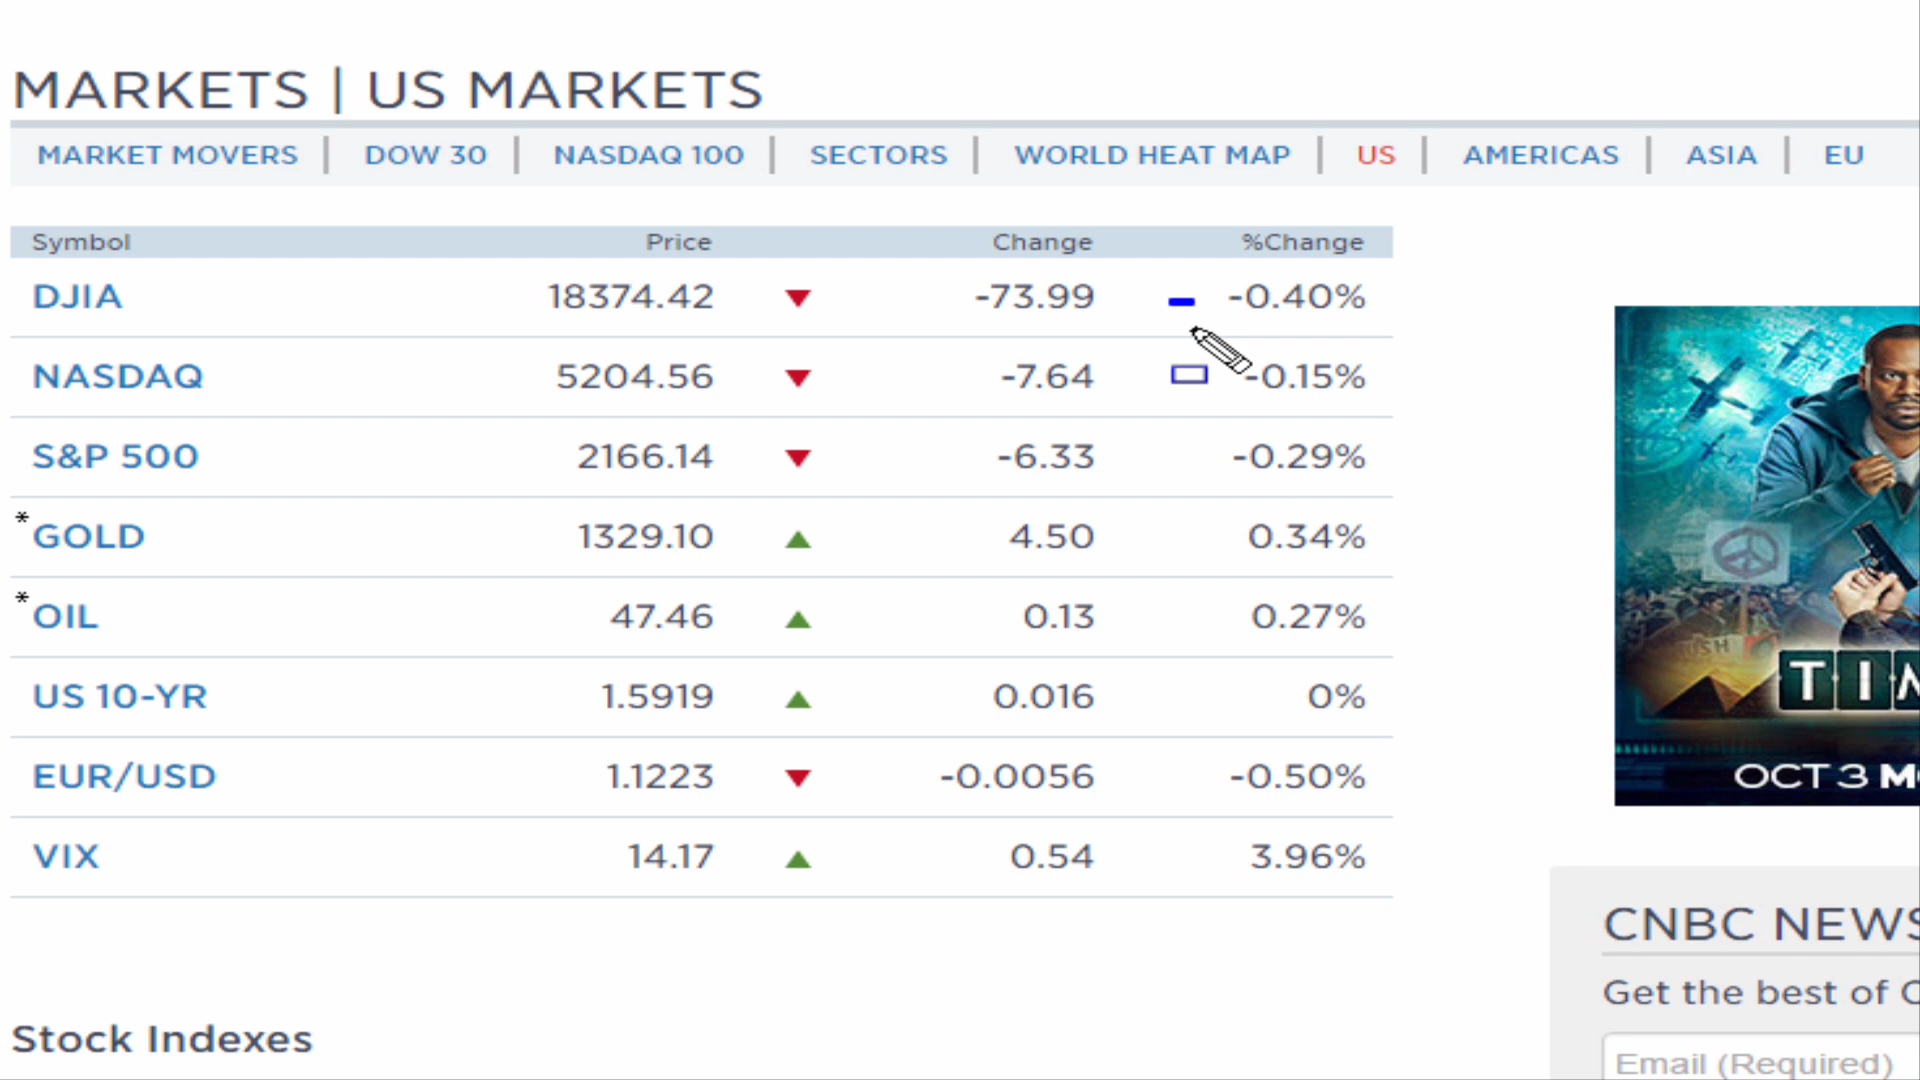 MARKETS | US MARKETS
MARKET MOVERS | DOW 30 | NASDAQ 100 | SECTORS | WORLD HEAT MAP | US | AMERICAS | ASIA | EU
Symbol Price Change %Change
DJIA 18374.42 ▼ -73.99 -0.40%
NASDAQ 5204.56 ▼ -7.64 -0.15%
S&P 500 2166.14 ▼ -6.33 -0.29%
*GOLD 1329.10 ▲ 4.50 0.34%
*OIL 47.46 ▲ 0.13 0.27%
US 10-YR 1.5919 ▲ 0.016 0%
EUR/USD 1.1223 ▼ -0.0056 -0.50%
VIX 14.17 ▲ 0.54 3.96%
Stock Indexes
OCT 3
CNBC NEWS
Get the best of
Email (Required)